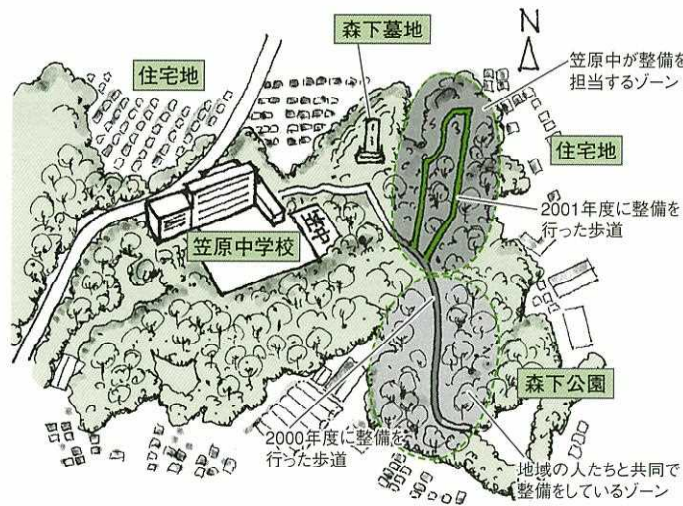 森下墓地
N
笠原中が整備を
担当するゾーン
住宅地
住宅地
2001年度に整備を
行った歩道
笠原中学校
森下公園
2000年度に整備を
行った歩道
地域の人たちと共同で
整備をしているゾーン